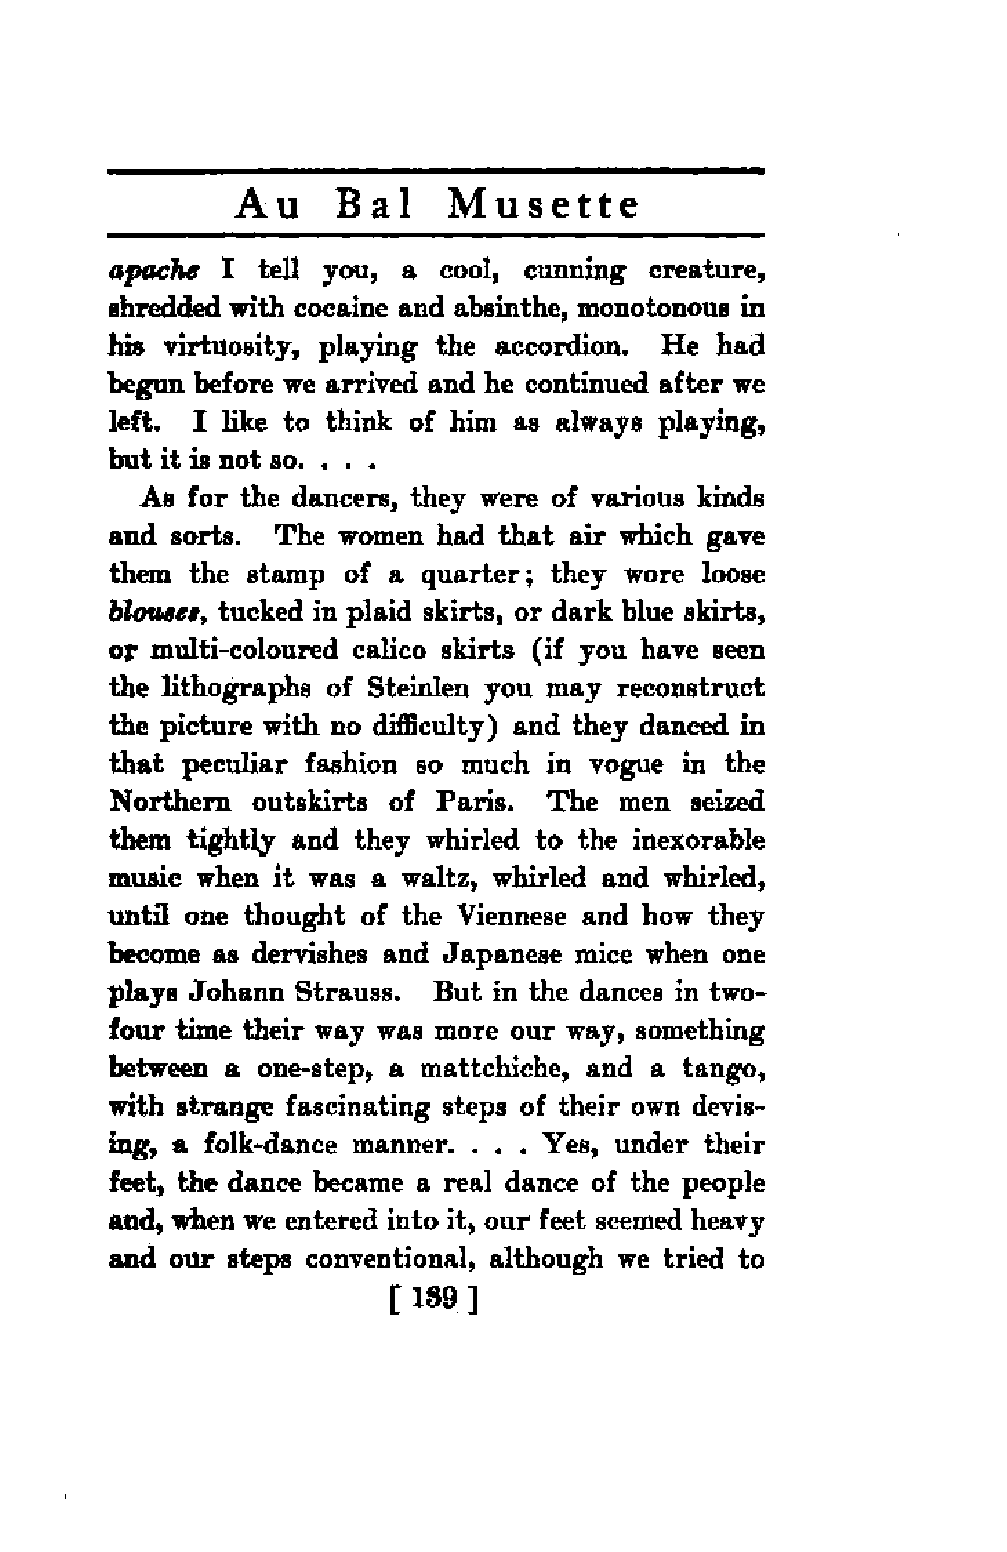 Au Bal Musette
apache I tell you, a cool, cunning creature,
shredded with cocaine and absinthe, monotonous in
his virtuosity, playing the accordion. He had
begun before we arrived and he continued after we
left. I like to think of him as always playing,
but it is not so. . . .
As for the dancers, they were of various kinds
and sorts. The women had that air which gave
them the stamp of a quarter; they wore loose
blouses, tucked in plaid skirts, or dark blue skirts,
or multi-coloured calico skirts (if you have seen
the lithographs of Steinlen you may reconstruct
the picture with no difficulty) and they danced in
that peculiar fashion so much in vogue in the
Northern outskirts of Paris. The men seized
them tightly and they whirled to the inexorable
music when it was a waltz, whirled and whirled,
until one thought of the Viennese and how they
become as dervishes and Japanese mice when one
plays Johann Strauss. But in the dances in two-
four time their way was more our way, something
between a one-step, a mattchiche, and a tango,
with strange fascinating steps of their own devis-
ing, a folk-dance manner. . . . Yes, under their
feet, the dance became a real dance of the people
and, when we entered into it, our feet seemed heavy
and our steps conventional, although we tried to
[ 189 ]